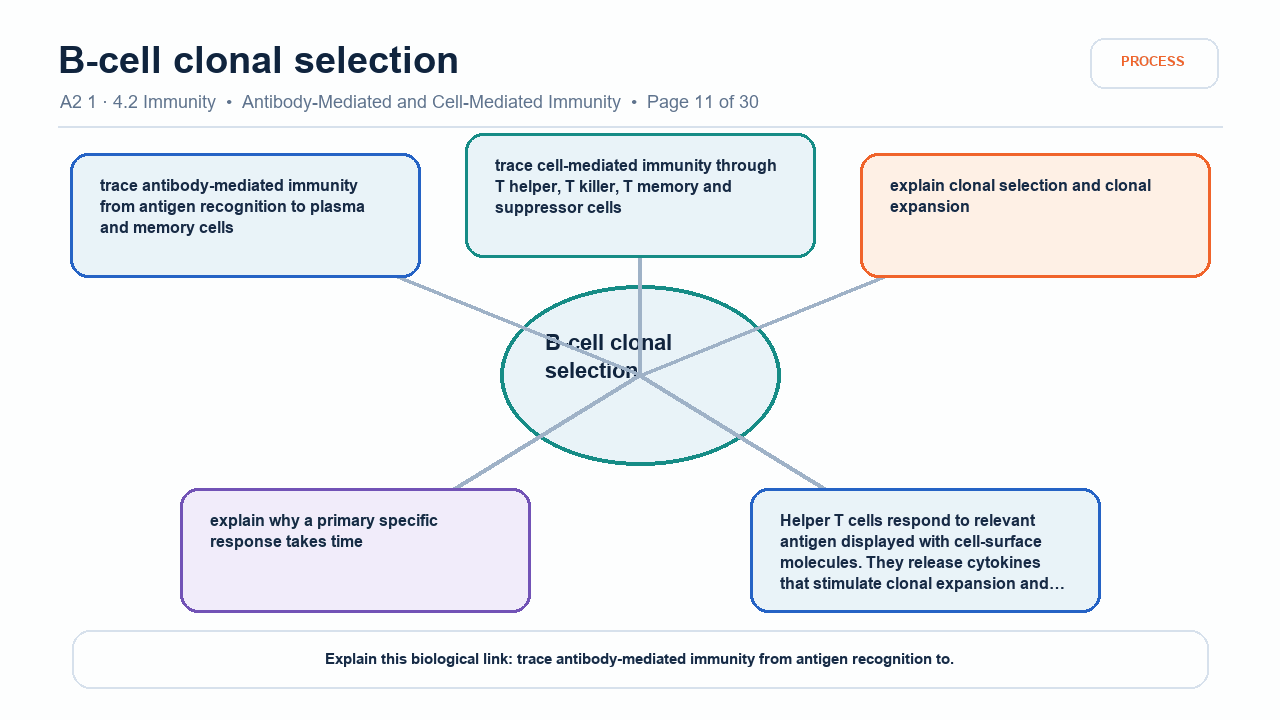 B-cell clonal selection
PROCESS
A2 1 · 4.2 Immunity • Antibody-Mediated and Cell-Mediated Immunity • Page 11 of 30
trace antibody-mediated immunity
from antigen recognition to plasma
and memory cells
trace cell-mediated immunity through
T helper, T killer, T memory and
suppressor cells
explain clonal selection and clonal
expansion
B-cell clonal
selection
explain why a primary specific
response takes time
Helper T cells respond to relevant
antigen displayed with cell-surface
molecules. They release cytokines
that stimulate clonal expansion and…
Explain this biological link: trace antibody-mediated immunity from antigen recognition to.